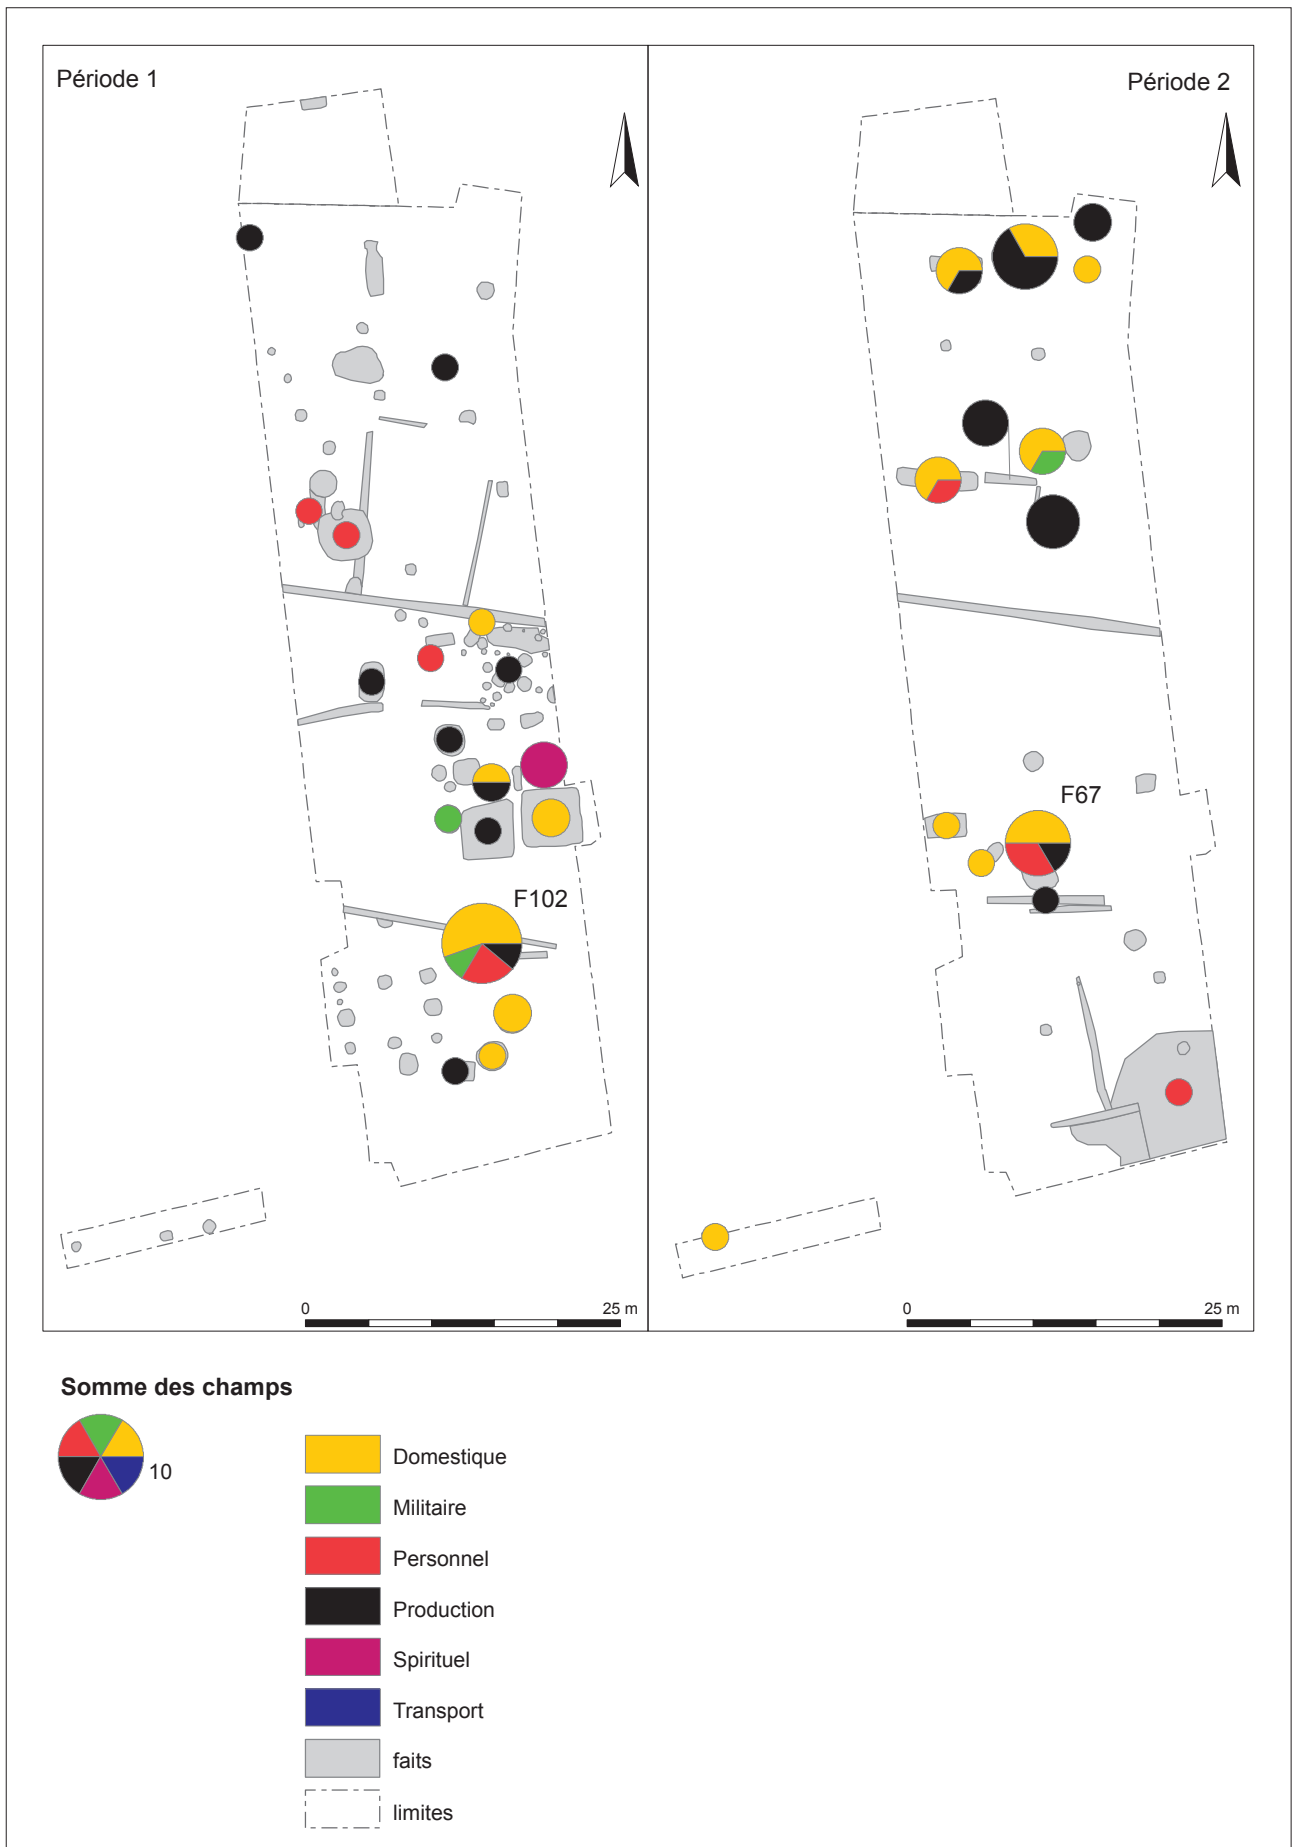 Période 1
Période 2
F67
F102
0 25 m
0 25 m
Somme des champs
10
Domestique
Militaire
Personnel
Production
Spirituel
Transport
faits
limites